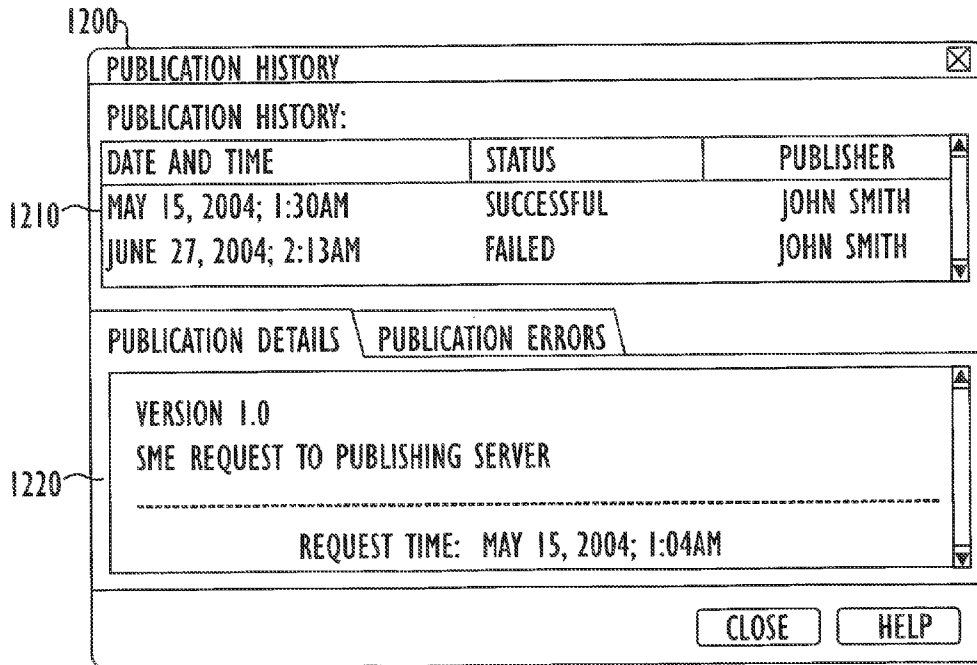 1200
PUBLICATION HISTORY
PUBLICATION HISTORY:
DATE AND TIME STATUS PUBLISHER
1210 MAY 15, 2004; 1:30AM SUCCESSFUL JOHN SMITH
JUNE 27, 2004; 2:13AM FAILED JOHN SMITH
PUBLICATION DETAILS PUBLICATION ERRORS
VERSION 1.0
SME REQUEST TO PUBLISHING SERVER
1220
REQUEST TIME: MAY 15, 2004; 1:04AM
CLOSE HELP